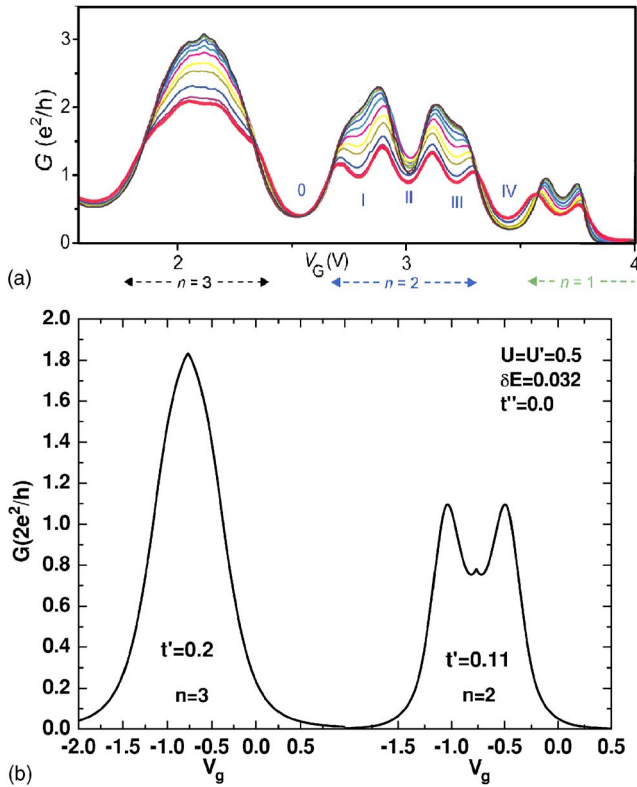 3
2
1
0
G (e²/h)
0
I
II
III
IV
2
3
4
V_G (V)
(a)
n = 3
n = 2
n = 1
2.0
1.8
1.6
1.4
1.2
1.0
0.8
0.6
0.4
0.2
0.0
G(2e²/h)
U=U'=0.5
δE=0.032
t''=0.0
t'=0.2
n=3
t'=0.11
n=2
-2.0 -1.5 -1.0 -0.5 0.0 0.5 -1.5 -1.0 -0.5 0.0 0.5
V_g V_g
(b)